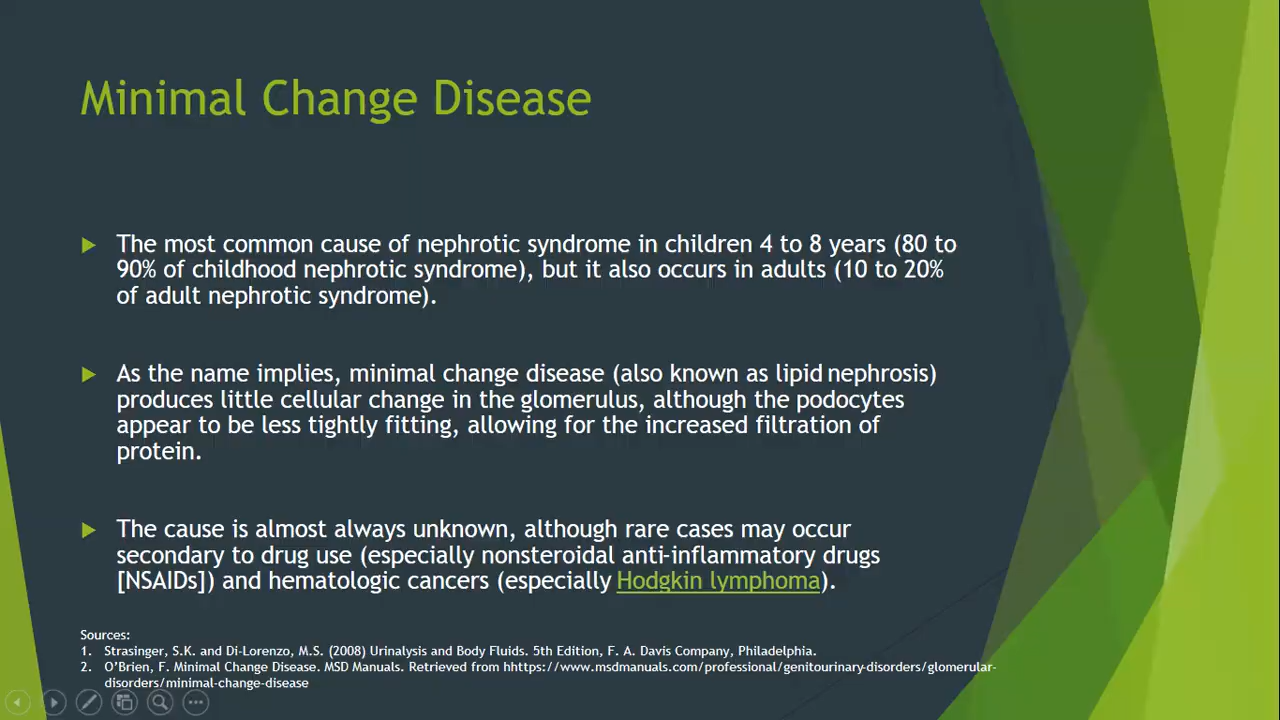 Minimal Change Disease
The most common cause of nephrotic syndrome in children 4 to 8 years (80 to
90% of childhood nephrotic syndrome), but it also occurs in adults (10 to 20%
of adult nephrotic syndrome).
As the name implies, minimal change disease (also known as lipid nephrosis)
produces little cellular change in the glomerulus, although the podocytes
appear to be less tightly fitting, allowing for the increased filtration of
protein.
The cause is almost always unknown, although rare cases may occur
secondary to drug use (especially nonsteroidal anti-inflammatory drugs
[NSAIDs]) and hematologic cancers (especially Hodgkin lymphoma).
Sources:
1. Strasinger, S.K. and Di-Lorenzo, M.S. (2008) Urinalysis and Body Fluids. 5th Edition, F. A. Davis Company, Philadelphia.
2. O'Brien, F. Minimal Change Disease. MSD Manuals. Retrieved from hhttps://www.msdmanuals.com/professional/genitourinary-disorders/glomerular-
disorders/minimal-change-disease